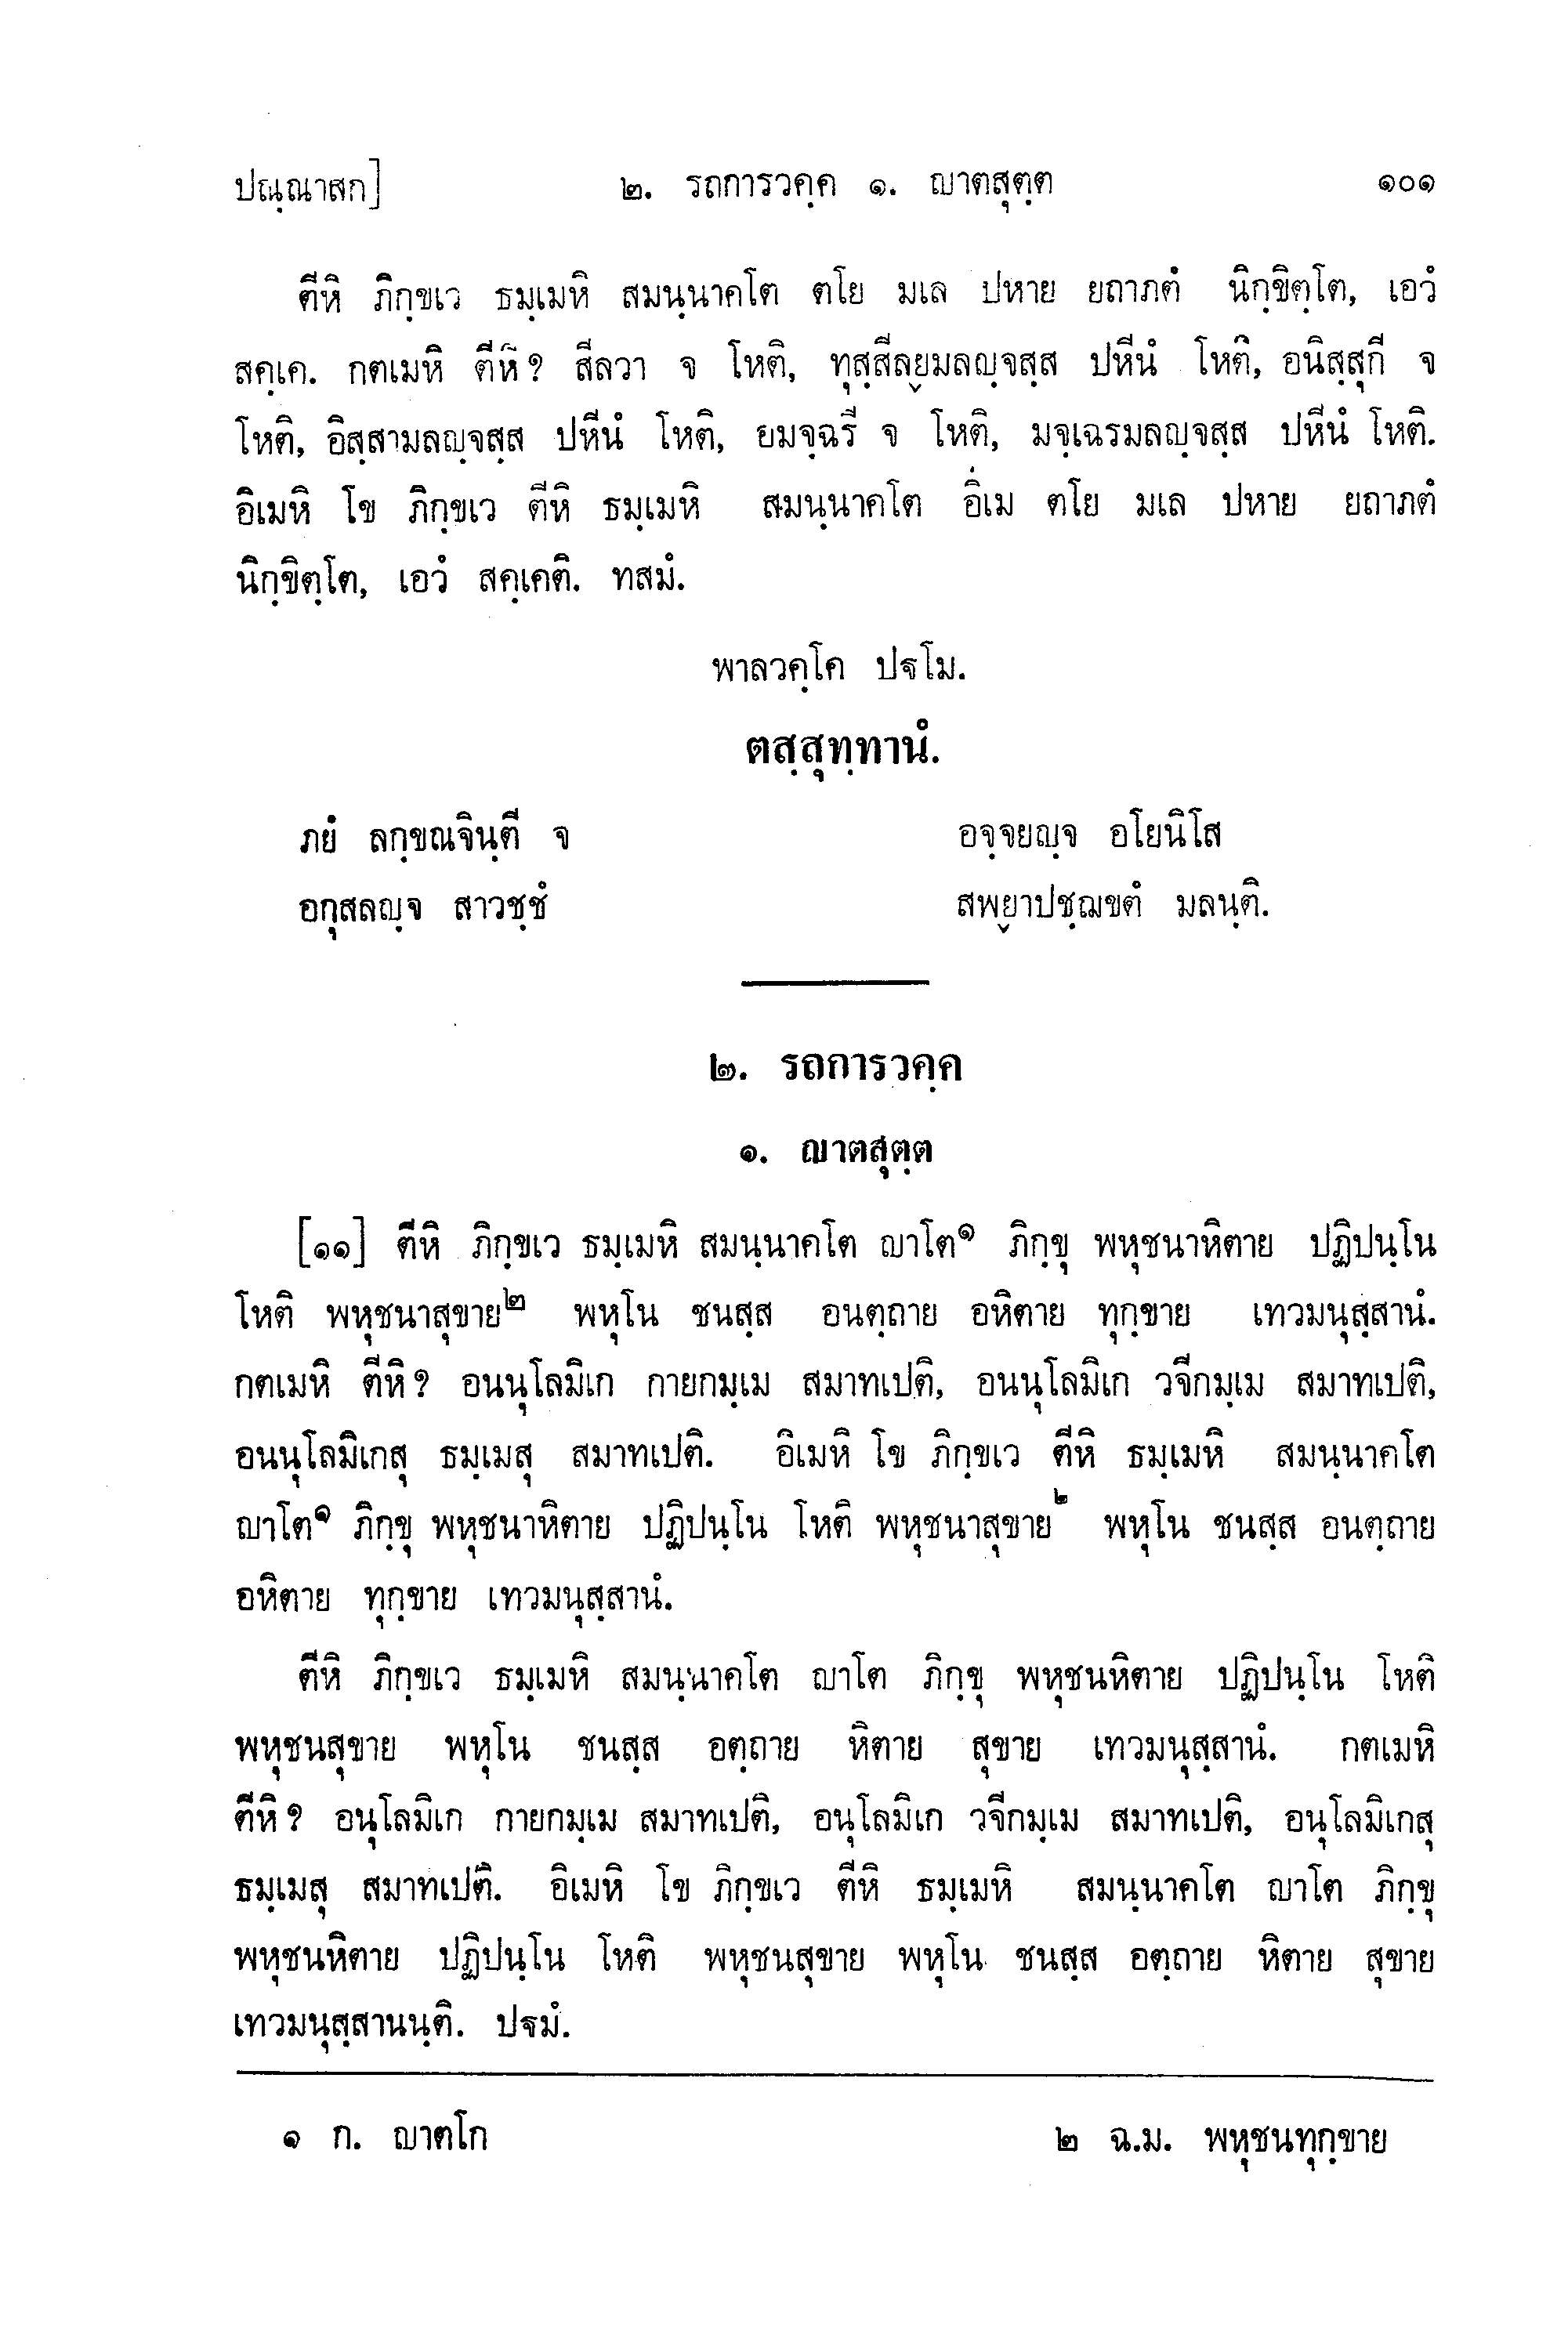 ปณฺณาสก] ๒. รถการวคฺค ๑. ญาตสุตฺต ๑๐๑
ตีหิ ภิกฺขเว ธมฺเมหิ สมนฺนาคโต ตโย มเล ปหาย ยถาภตํ นิกฺขิตฺโต, เอวํ
สคฺเค. กตเมหิ ตีหิ? สีลวา จ โหติ, ทุสฺสีลฺยมลญฺจสฺส ปหีนํ โหติ, อนิสฺสุกี จ
โหติ, อิสฺสามลญฺจสฺส ปหีนํ โหติ, ยมจฺฉรี จ โหติ, มจฺเฉรมลญฺจสฺส ปหีนํ โหติ.
อิเมหิ โข ภิกฺขเว ตีหิ ธมฺเมหิ สมนฺนาคโต อิเม ตโย มเล ปหาย ยถาภตํ
นิกฺขิตฺโต, เอวํ สคฺเคติ. ทสมํ.
พาลวคฺโค ปฐโม.
ตสฺสุทฺทานํ.
ภยํ ลกฺขณจินฺตี จ อจฺจยญฺจ อโยนิโส
อกุสลญฺจ สาวชฺชํ สพฺยาปชฺฌขตํ มลนฺติ.
๒. รถการวคฺค
๑. ญาตสุตฺต
[๑๑] ตีหิ ภิกฺขเว ธมฺเมหิ สมนฺนาคโต ญาโต๑ ภิกฺขุ พหุชนาหิตาย ปฏิปนฺโน
โหติ พหุชนาสุขาย๒ พหุโน ชนสฺส อนตฺถาย อหิตาย ทุกฺขาย เทวมนุสฺสานํ.
กตเมหิ ตีหิ? อนนุโลมิเก กายกมฺเม สมาทเปติ, อนนุโลมิเก วจีกมฺเม สมาทเปติ,
อนนุโลมิเกสุ ธมฺเมสุ สมาทเปติ. อิเมหิ โข ภิกฺขเว ตีหิ ธมฺเมหิ สมนฺนาคโต
ญาโต๑ ภิกฺขุ พหุชนาหิตาย ปฏิปนฺโน โหติ พหุชนาสุขาย๒ พหุโน ชนสฺส อนตฺถาย
อหิตาย ทุกฺขาย เทวมนุสฺสานํ.
ตีหิ ภิกฺขเว ธมฺเมหิ สมนฺนาคโต ญาโต ภิกฺขุ พหุชนหิตาย ปฏิปนฺโน โหติ
พหุชนสุขาย พหุโน ชนสฺส อตฺถาย หิตาย สุขาย เทวมนุสฺสานํ. กตเมหิ
ตีหิ? อนุโลมิเก กายกมฺเม สมาทเปติ, อนุโลมิเก วจีกมฺเม สมาทเปติ, อนุโลมิเกสุ
ธมฺเมสุ สมาทเปติ. อิเมหิ โข ภิกฺขเว ตีหิ ธมฺเมหิ สมนฺนาคโต ญาโต ภิกฺขุ
พหุชนหิตาย ปฏิปนฺโน โหติ พหุชนสุขาย พหุโน ชนสฺส อตฺถาย หิตาย สุขาย
เทวมนุสฺสานนฺติ. ปฐมํ.
๑ ก. ญาตโก ๒ ฉ.ม. พหุชนทุกฺขาย